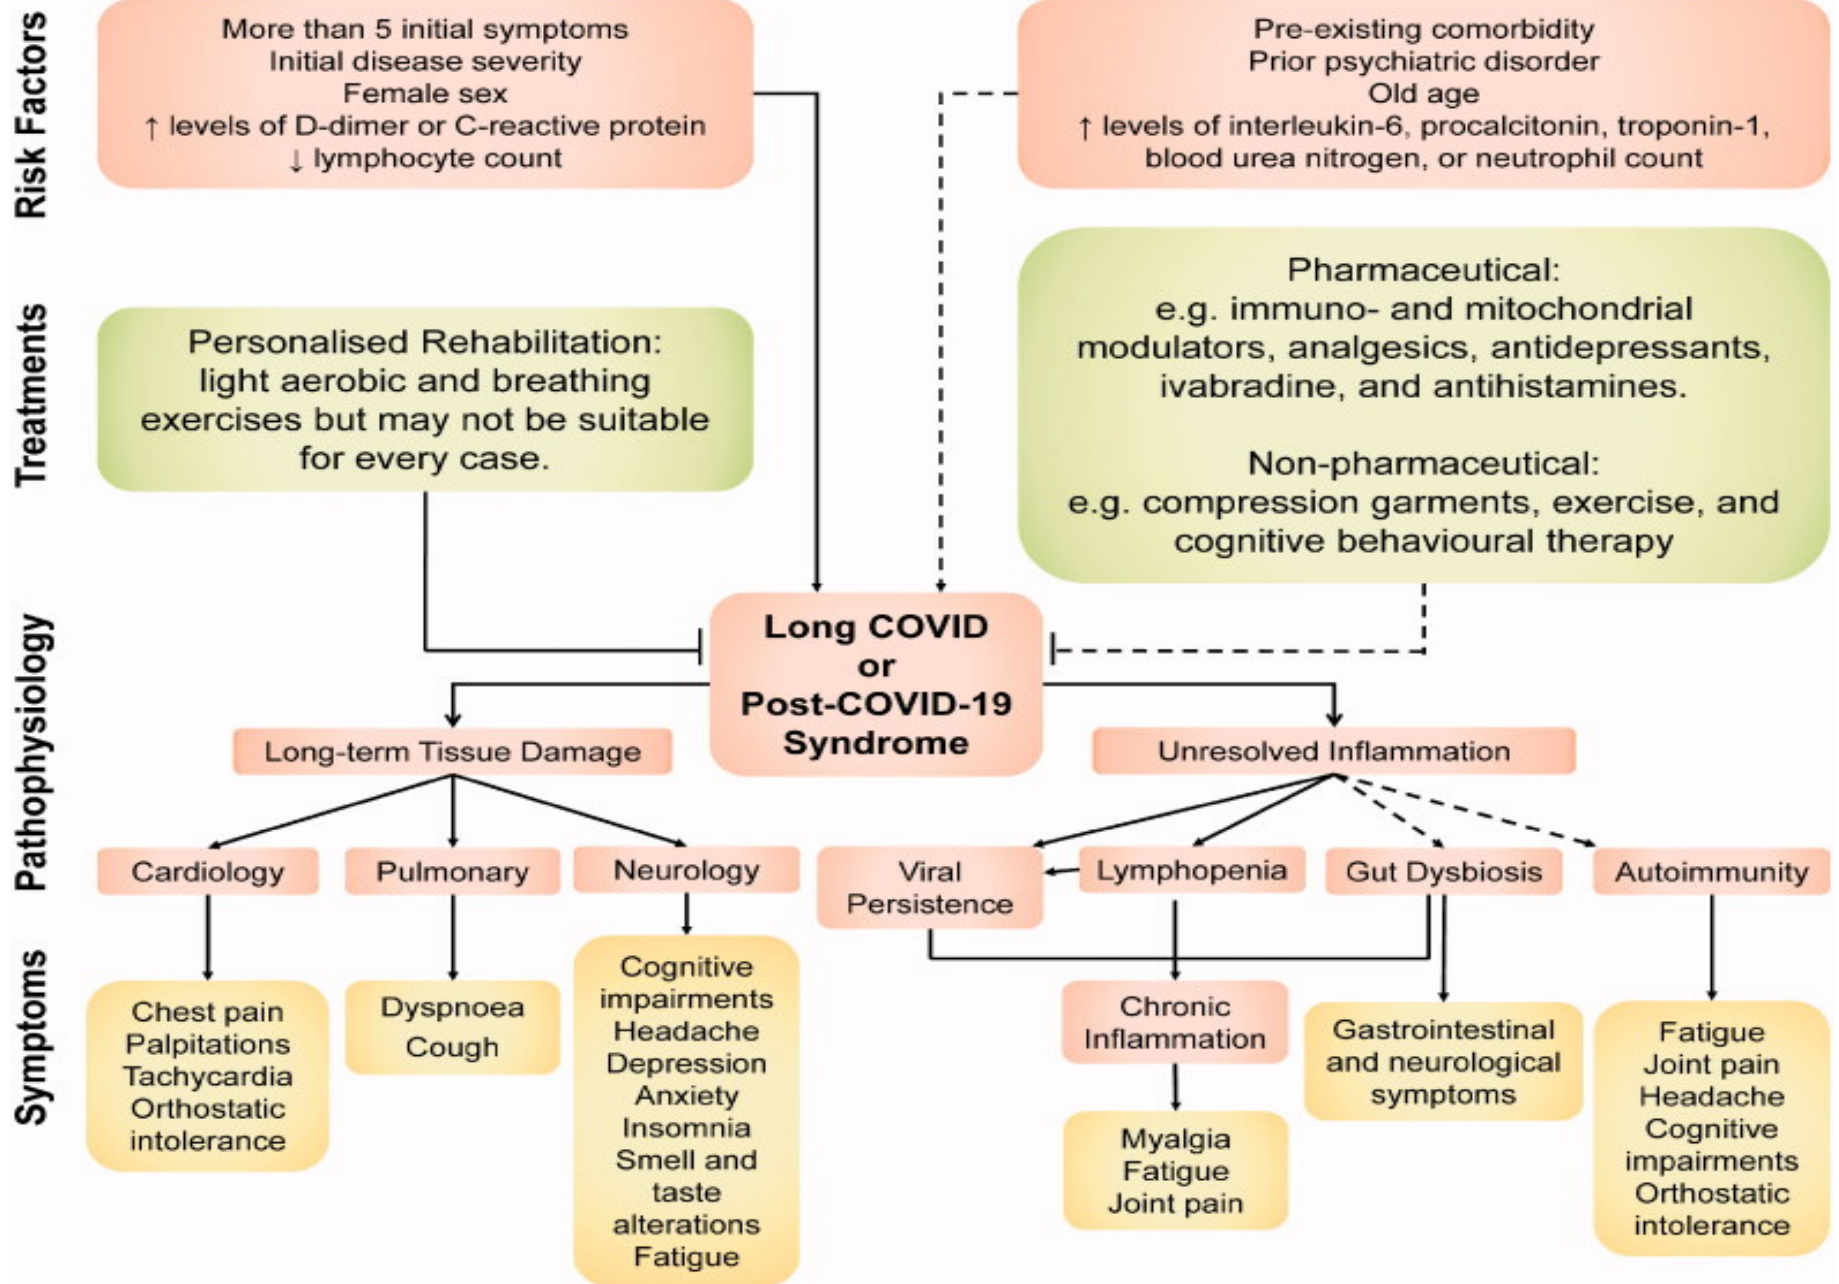 Risk Factors
More than 5 initial symptoms
Initial disease severity
Female sex
↑ levels of D-dimer or C-reactive protein
↓ lymphocyte count
Pre-existing comorbidity
Prior psychiatric disorder
Old age
↑ levels of interleukin-6, procalcitonin, troponin-1,
blood urea nitrogen, or neutrophil count
Treatments
Personalised Rehabilitation:
light aerobic and breathing
exercises but may not be suitable
for every case.
Pharmaceutical:
e.g. immuno- and mitochondrial
modulators, analgesics, antidepressants,
ivabradine, and antihistamines.
Non-pharmaceutical:
e.g. compression garments, exercise, and
cognitive behavioural therapy
Pathophysiology
Long COVID
or
Post-COVID-19
Syndrome
Long-term Tissue Damage
Unresolved Inflammation
Cardiology
Pulmonary
Neurology
Viral
Persistence
Lymphopenia
Gut Dysbiosis
Autoimmunity
Symptoms
Chest pain
Palpitations
Tachycardia
Orthostatic
intolerance
Dyspnoea
Cough
Cognitive
impairments
Headache
Depression
Anxiety
Insomnia
Smell and
taste
alterations
Fatigue
Chronic
Inflammation
Myalgia
Fatigue
Joint pain
Gastrointestinal
and neurological
symptoms
Fatigue
Joint pain
Headache
Cognitive
impairments
Orthostatic
intolerance